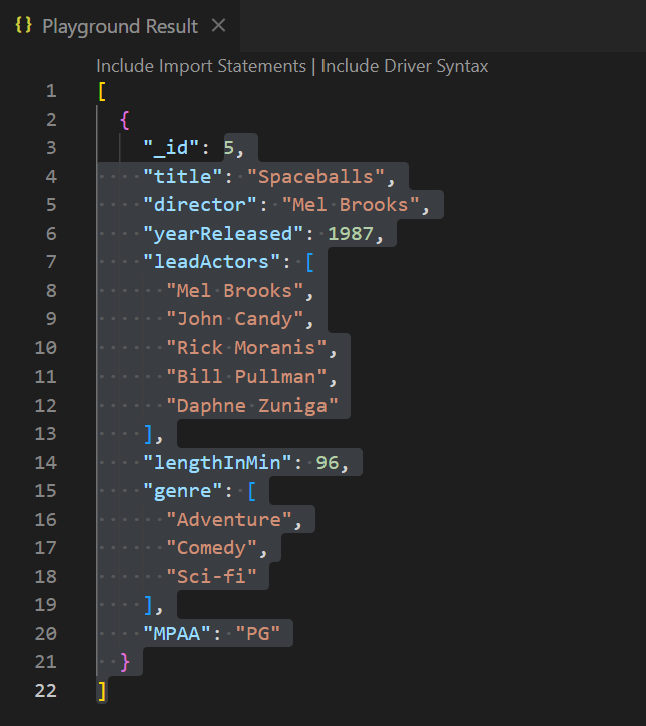 {} Playground Result ×
Include Import Statements | Include Driver Syntax
1 [
2   {
3     "_id": 5,
4     "title": "Spaceballs",
5     "director": "Mel Brooks",
6     "yearReleased": 1987,
7     "leadActors": [
8       "Mel Brooks",
9       "John Candy",
10       "Rick Moranis",
11       "Bill Pullman",
12       "Daphne Zuniga"
13     ],
14     "lengthInMin": 96,
15     "genre": [
16       "Adventure",
17       "Comedy",
18       "Sci-fi"
19     ],
20     "MPAA": "PG"
21   }
22 ]